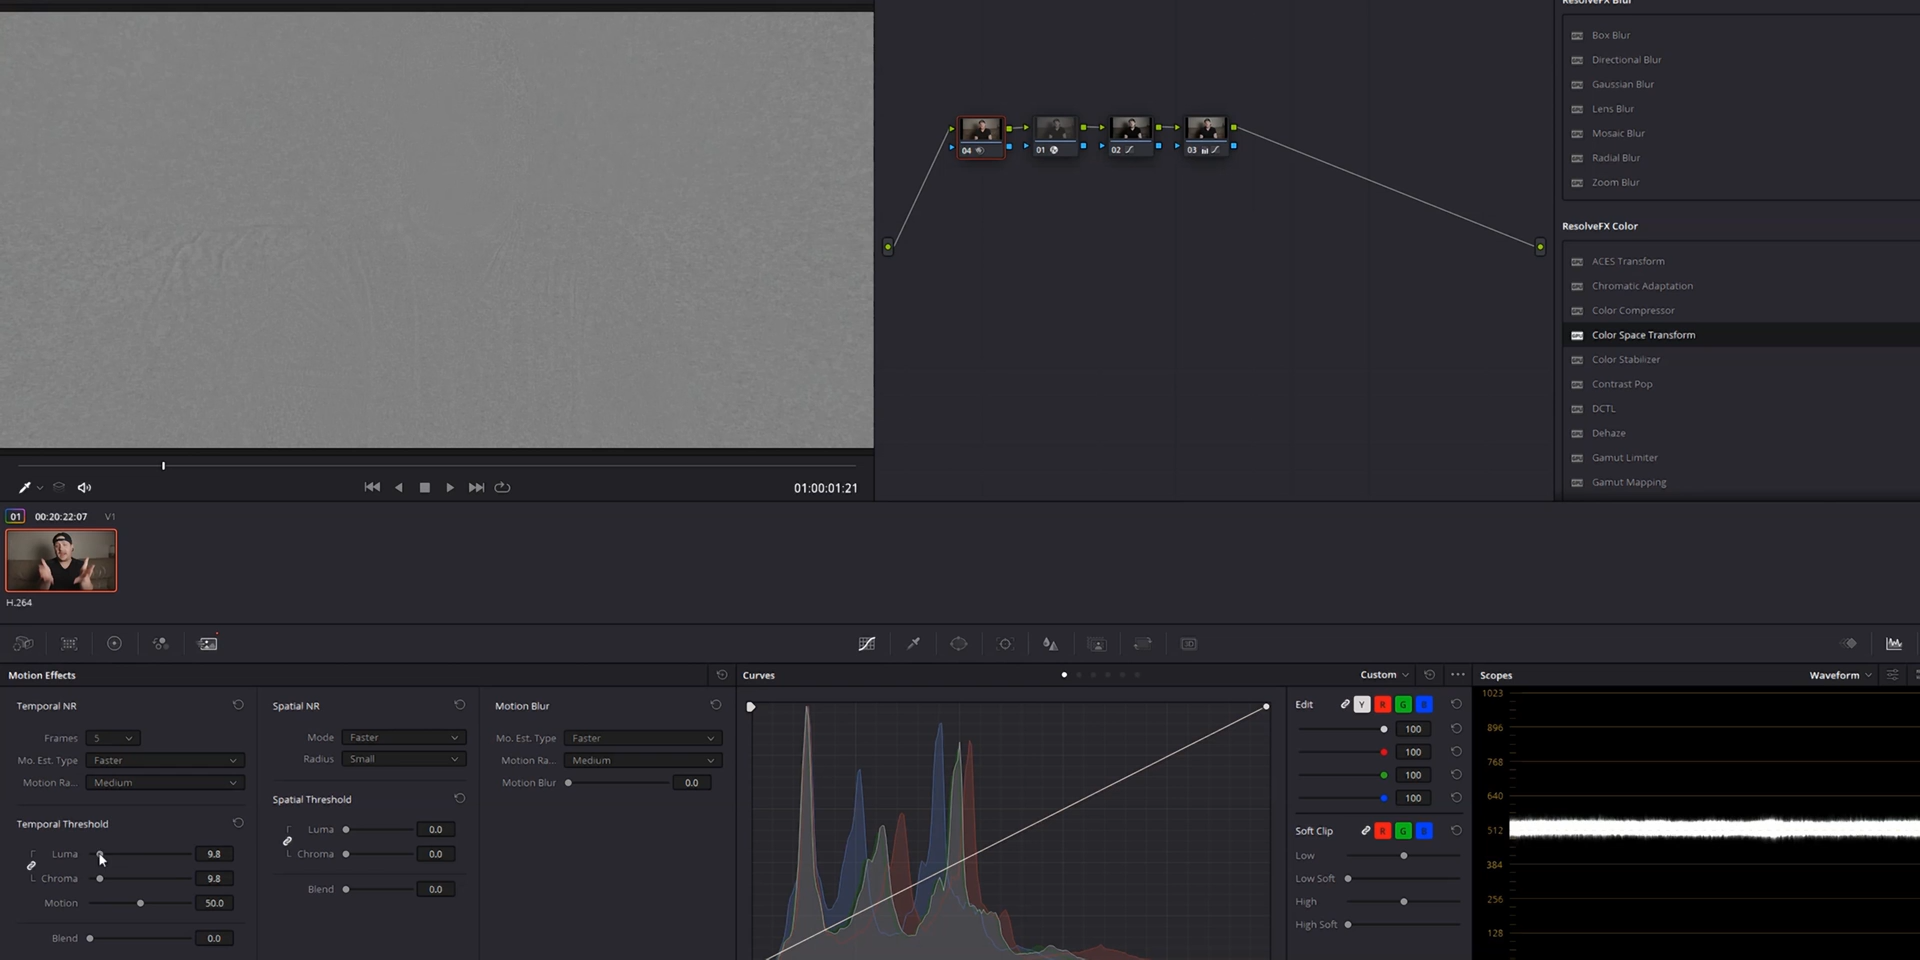 ResolveFX Blur
Box Blur
Directional Blur
Gaussian Blur
Lens Blur
Mosaic Blur
Radial Blur
Zoom Blur
ResolveFX Color
ACES Transform
Chromatic Adaptation
Color Compressor
Color Space Transform
Color Stabilizer
Contrast Pop
DCTL
Dehaze
Gamut Limiter
Gamut Mapping
04
01
02
03
01:00:01:21
01 00:20:22:07 V1
H.264
Motion Effects
Temporal NR
Frames 5
Mo. Est. Type Faster
Motion Ra... Medium
Temporal Threshold
Luma 9.8
Chroma 9.8
Motion 50.0
Blend 0.0
Spatial NR
Mode Faster
Radius Small
Spatial Threshold
Luma 0.0
Chroma 0.0
Blend 0.0
Motion Blur
Mo. Est. Type Faster
Motion Ra... Medium
Motion Blur 0.0
Curves Custom
Edit Y R G B
100
100
100
100
Soft Clip R G B
Low
Low Soft
High
High Soft
Scopes Waveform
1023
896
768
640
512
384
256
128